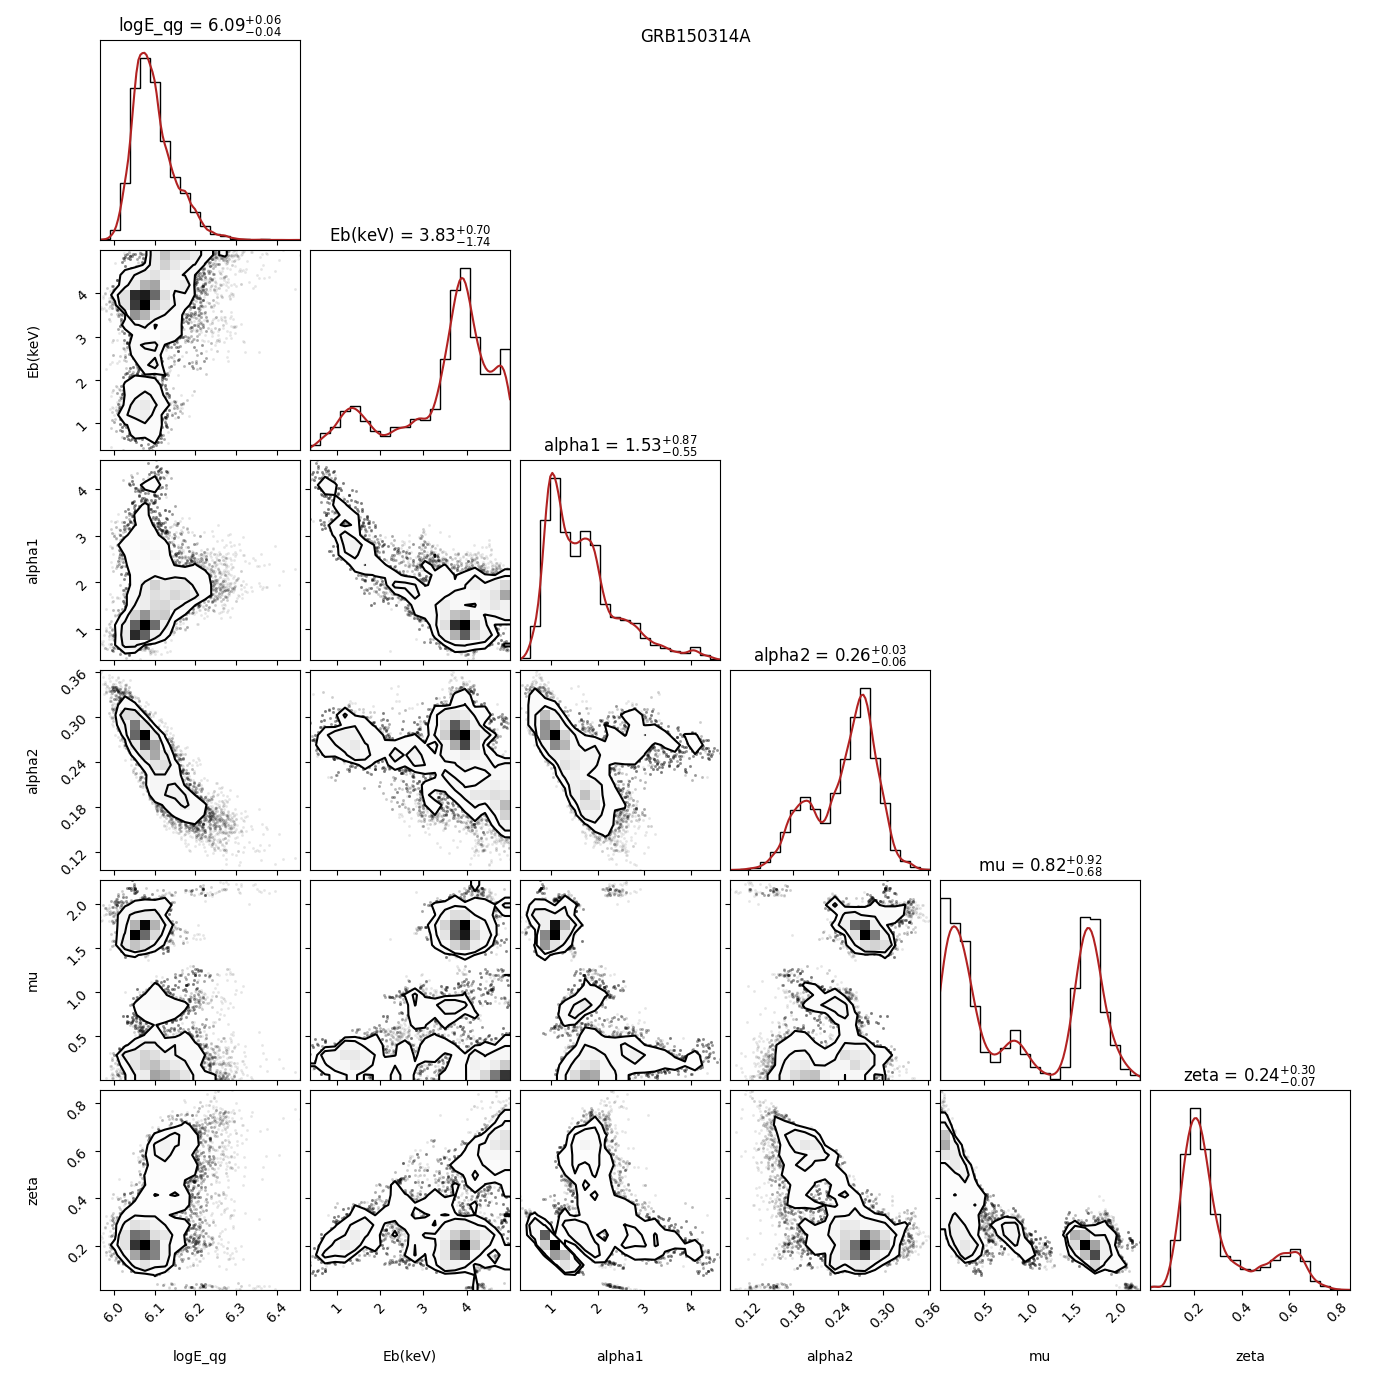 GRB150314A
logE_qg = 6.09+0.06 −0.04
Eb(keV) = 3.83+0.70 −1.74
4
3
2
1
Eb(keV)
alpha1 = 1.53+0.87 −0.55
4
3
2
1
alpha1
alpha2 = 0.26+0.03 −0.06
0.36
0.30
0.24
0.18
0.12
alpha2
mu = 0.82+0.92 −0.68
2.0
1.5
1.0
0.5
mu
zeta = 0.24+0.30 −0.07
0.8
0.6
0.4
0.2
zeta
6.0 6.1 6.2 6.3 6.4
1 2 3 4
1 2 3 4
0.12 0.18 0.24 0.30 0.36
0.5 1.0 1.5 2.0
0.2 0.4 0.6 0.8
logE_qg
Eb(keV)
alpha1
alpha2
mu
zeta